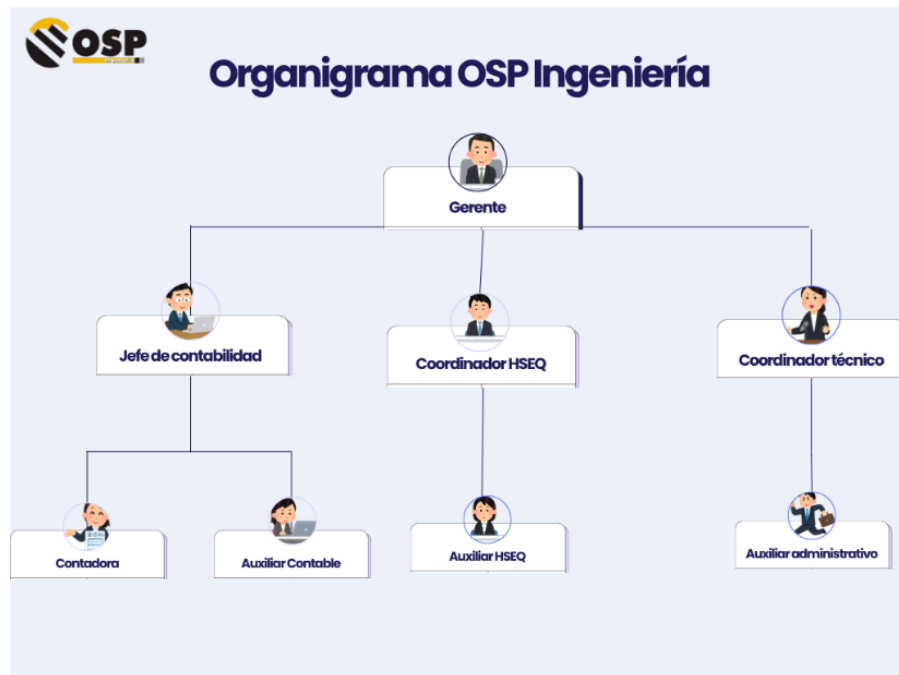 OSP
Ingeniería
Organigrama OSP Ingeniería
Gerente
Jefe de contabilidad
Coordinador HSEQ
Coordinador técnico
Contadora
Auxiliar Contable
Auxiliar HSEQ
Auxiliar administrativo